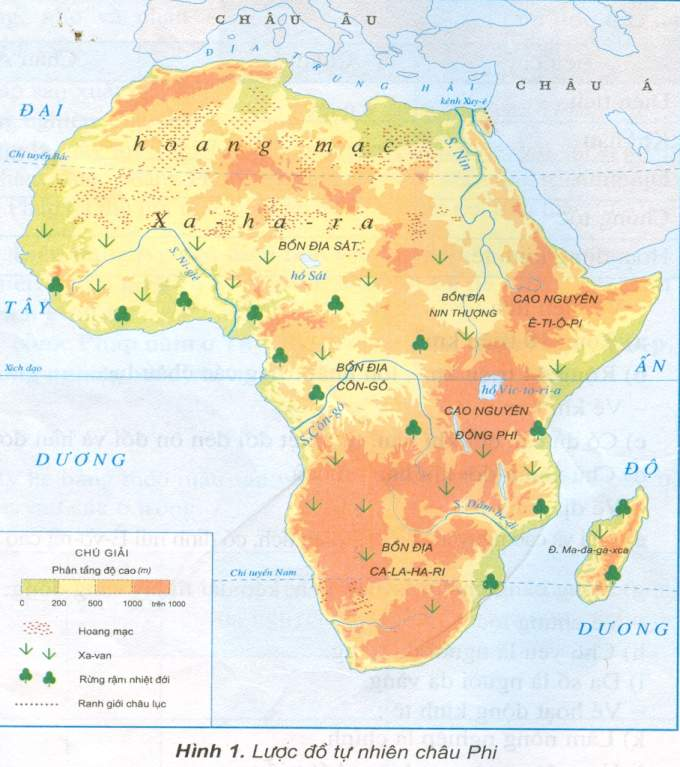 CHÂU ÂU
ĐỊA TRUNG HẢI
CHÂU Á
kênh Xuy-ê
ĐẠI
hoang mạc
S. Nin
Chí tuyến Bắc
Xa-ha-ra
BỒN ĐỊA SÁT
S. Ni-giê
hồ Sát
TÂY
BỒN ĐỊA
NIN THƯỢNG
CAO NGUYÊN
Ê-TI-Ô-PI
Xích đạo
BỒN ĐỊA
CÔN-GÔ
ẤN
hồ Vic-to-ri-a
S. Côn-gô
CAO NGUYÊN
ĐÔNG PHI
DƯƠNG
ĐỘ
S. Dăm-be-di
CHÚ GIẢI
Phân tầng độ cao (m)
0 200 500 1000 trên 1000
Hoang mạc
Xa-van
Rừng rậm nhiệt đới
Ranh giới châu lục
BỒN ĐỊA
CA-LA-HA-RI
Đ. Ma-đa-ga-xca
Chí tuyến Nam
DƯƠNG
Hình 1. Lược đồ tự nhiên châu Phi